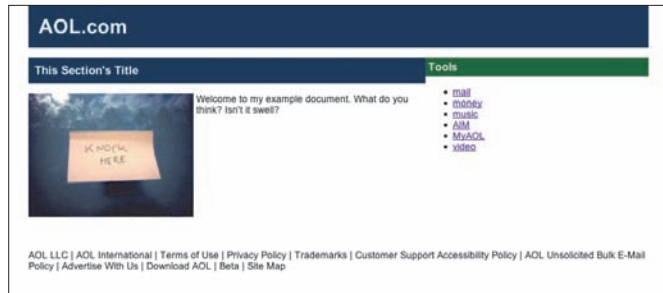 AOL.com
This Section's Title
Welcome to my example document. What do you
think? Isn't it swell?
KNOCK
HERE
Tools
mail
money
music
AIM
MyAOL
video
AOL LLC | AOL International | Terms of Use | Privacy Policy | Trademarks | Customer Support Accessibility Policy | AOL Unsolicited Bulk E-Mail
Policy | Advertise With Us | Download AOL | Beta | Site Map